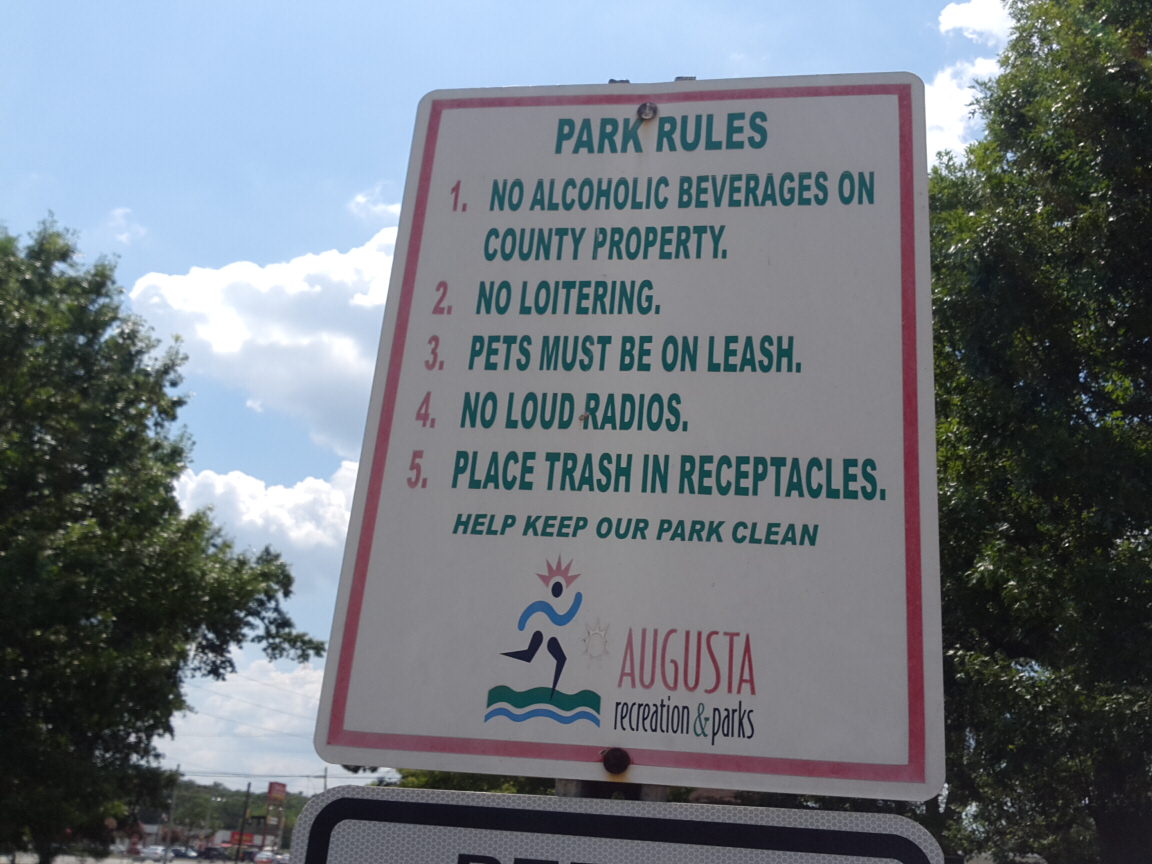 PARK RULES
1. NO ALCOHOLIC BEVERAGES ON
COUNTY PROPERTY.
2. NO LOITERING.
3. PETS MUST BE ON LEASH.
4. NO LOUD RADIOS.
5. PLACE TRASH IN RECEPTACLES.
HELP KEEP OUR PARK CLEAN
AUGUSTA
recreation & parks